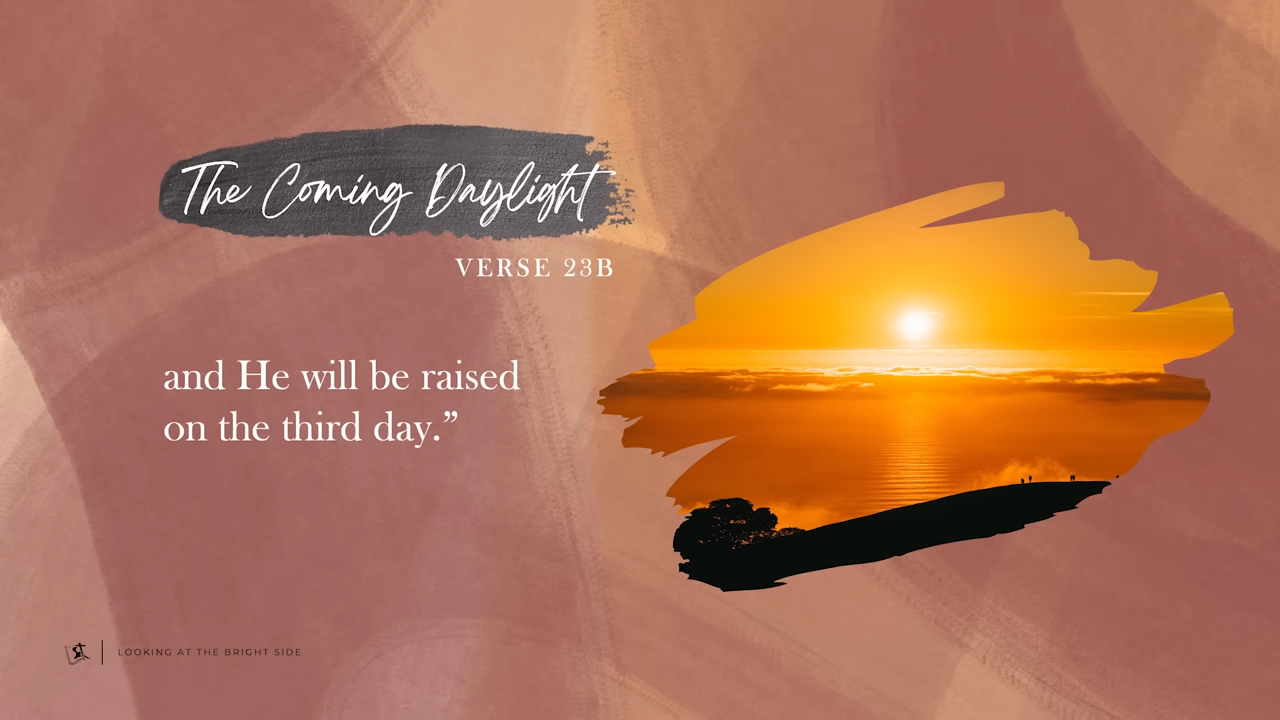 The Coming Daylight
VERSE 23B
and He will be raised
on the third day.”
LOOKING AT THE BRIGHT SIDE